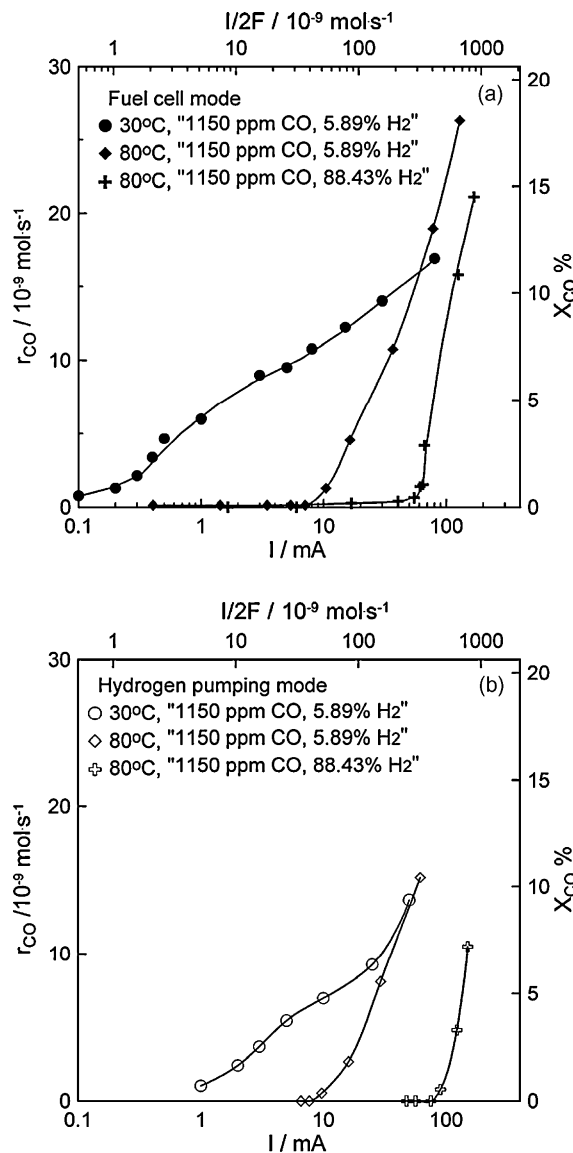 I/2F / 10⁻⁹ mol·s⁻¹
1 10 100 1000
30 20
(a)
Fuel cell mode
30ºC, "1150 ppm CO, 5.89% H2"
80ºC, "1150 ppm CO, 5.89% H2"
80ºC, "1150 ppm CO, 88.43% H2"
15
20
r_CO / 10⁻⁹ mol·s⁻¹
X_CO %
10
10
5
0 0
0.1 1 10 100
I / mA
I/2F / 10⁻⁹ mol·s⁻¹
1 10 100 1000
30 20
(b)
Hydrogen pumping mode
30ºC, "1150 ppm CO, 5.89% H2"
80ºC, "1150 ppm CO, 5.89% H2"
80ºC, "1150 ppm CO, 88.43% H2"
15
20
r_CO /10⁻⁹ mol·s⁻¹
X_CO %
10
10
5
0 0
0.1 1 10 100
I / mA